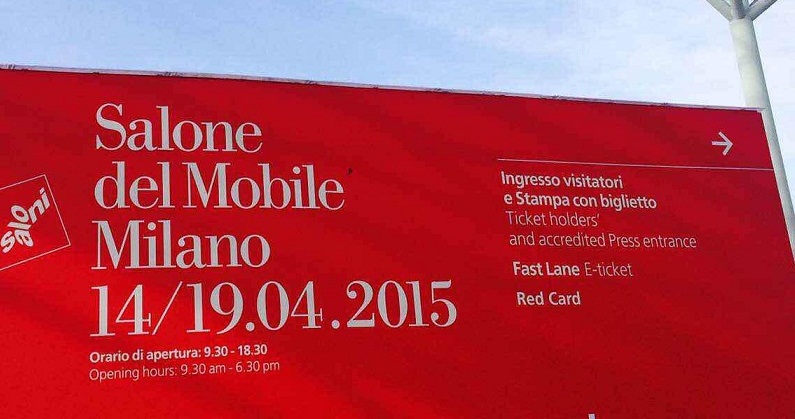 Salone
del Mobile
Milano
14/19.04.2015
Orario di apertura: 9.30 - 18.30
Opening hours: 9.30 am - 6.30 pm
saloni
→
Ingresso visitatori
e Stampa con biglietto
Ticket holders'
and accredited Press entrance
Fast Lane E-ticket
Red Card